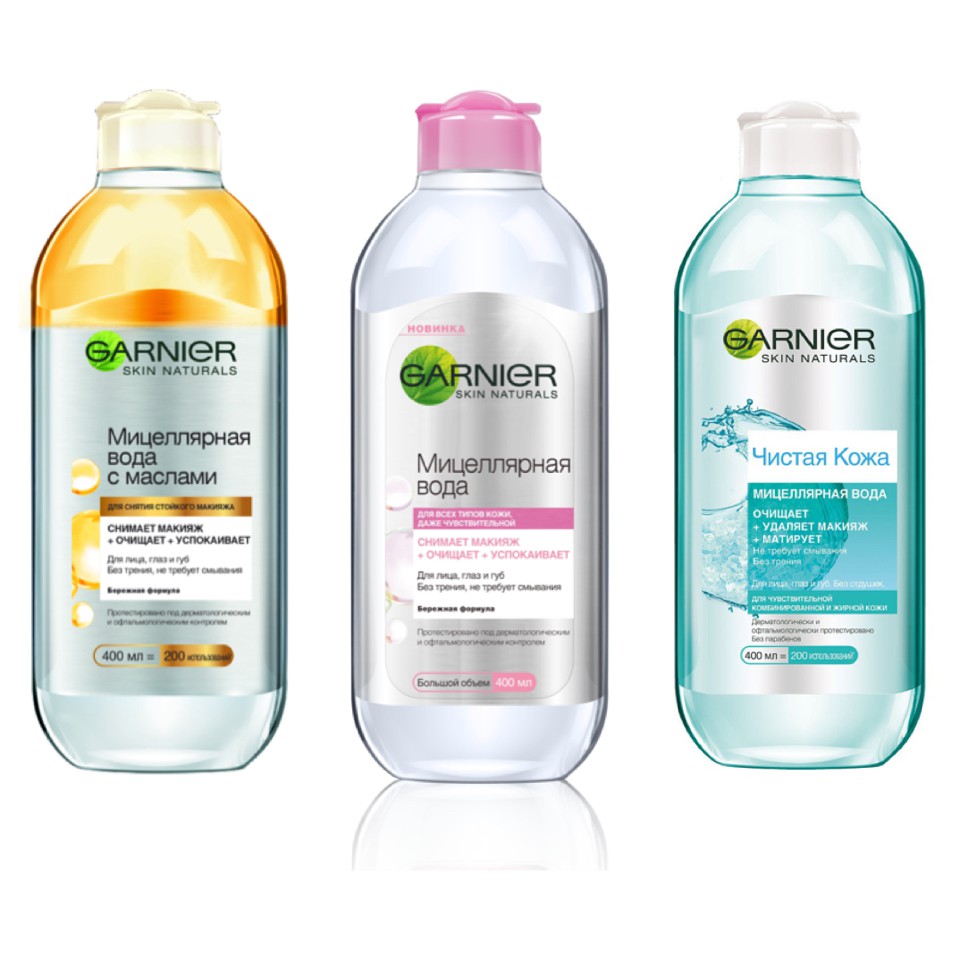 GARNIER
SKIN NATURALS
Мицеллярная
вода
с маслами
ДЛЯ СНЯТИЯ СТОЙКОГО МАКИЯЖА
СНИМАЕТ МАКИЯЖ
+ ОЧИЩАЕТ + УСПОКАИВАЕТ
Для лица, глаз и губ
Без трения, не требует смывания
Бережная формула
Протестировано под дерматологическим
и офтальмологическим контролем
400 мл = 200 использований
НОВИНКА
GARNIER
SKIN NATURALS
Мицеллярная
вода
ДЛЯ ВСЕХ ТИПОВ КОЖИ,
ДАЖЕ ЧУВСТВИТЕЛЬНОЙ
СНИМАЕТ МАКИЯЖ
+ ОЧИЩАЕТ + УСПОКАИВАЕТ
Для лица, глаз и губ
Без трения, не требует смывания
Бережная формула
Протестировано под дерматологическим
и офтальмологическим контролем
Большой объем 400 мл
GARNIER
SKIN NATURALS
Чистая Кожа
МИЦЕЛЛЯРНАЯ ВОДА
ОЧИЩАЕТ
+ УДАЛЯЕТ МАКИЯЖ
+ МАТИРУЕТ
Не требует смывания
Без трения
Для лица, глаз и губ. Без отдушек.
ДЛЯ ЧУВСТВИТЕЛЬНОЙ
КОМБИНИРОВАННОЙ И ЖИРНОЙ КОЖИ
Дерматологически и
офтальмологически протестировано
Без парабенов
400 мл = 200 использований